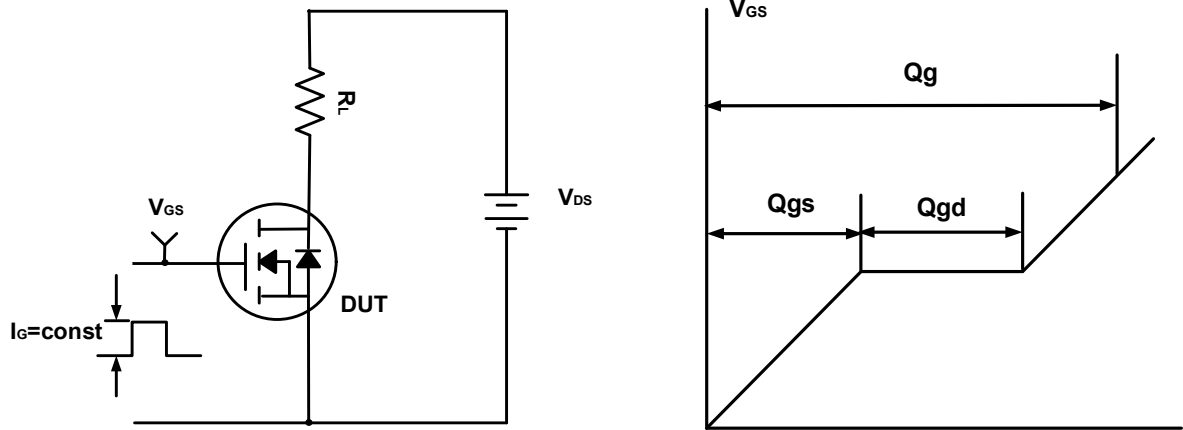 RL
VDS
VGS
DUT
IG=const
VGS
Qg
Qgs
Qgd